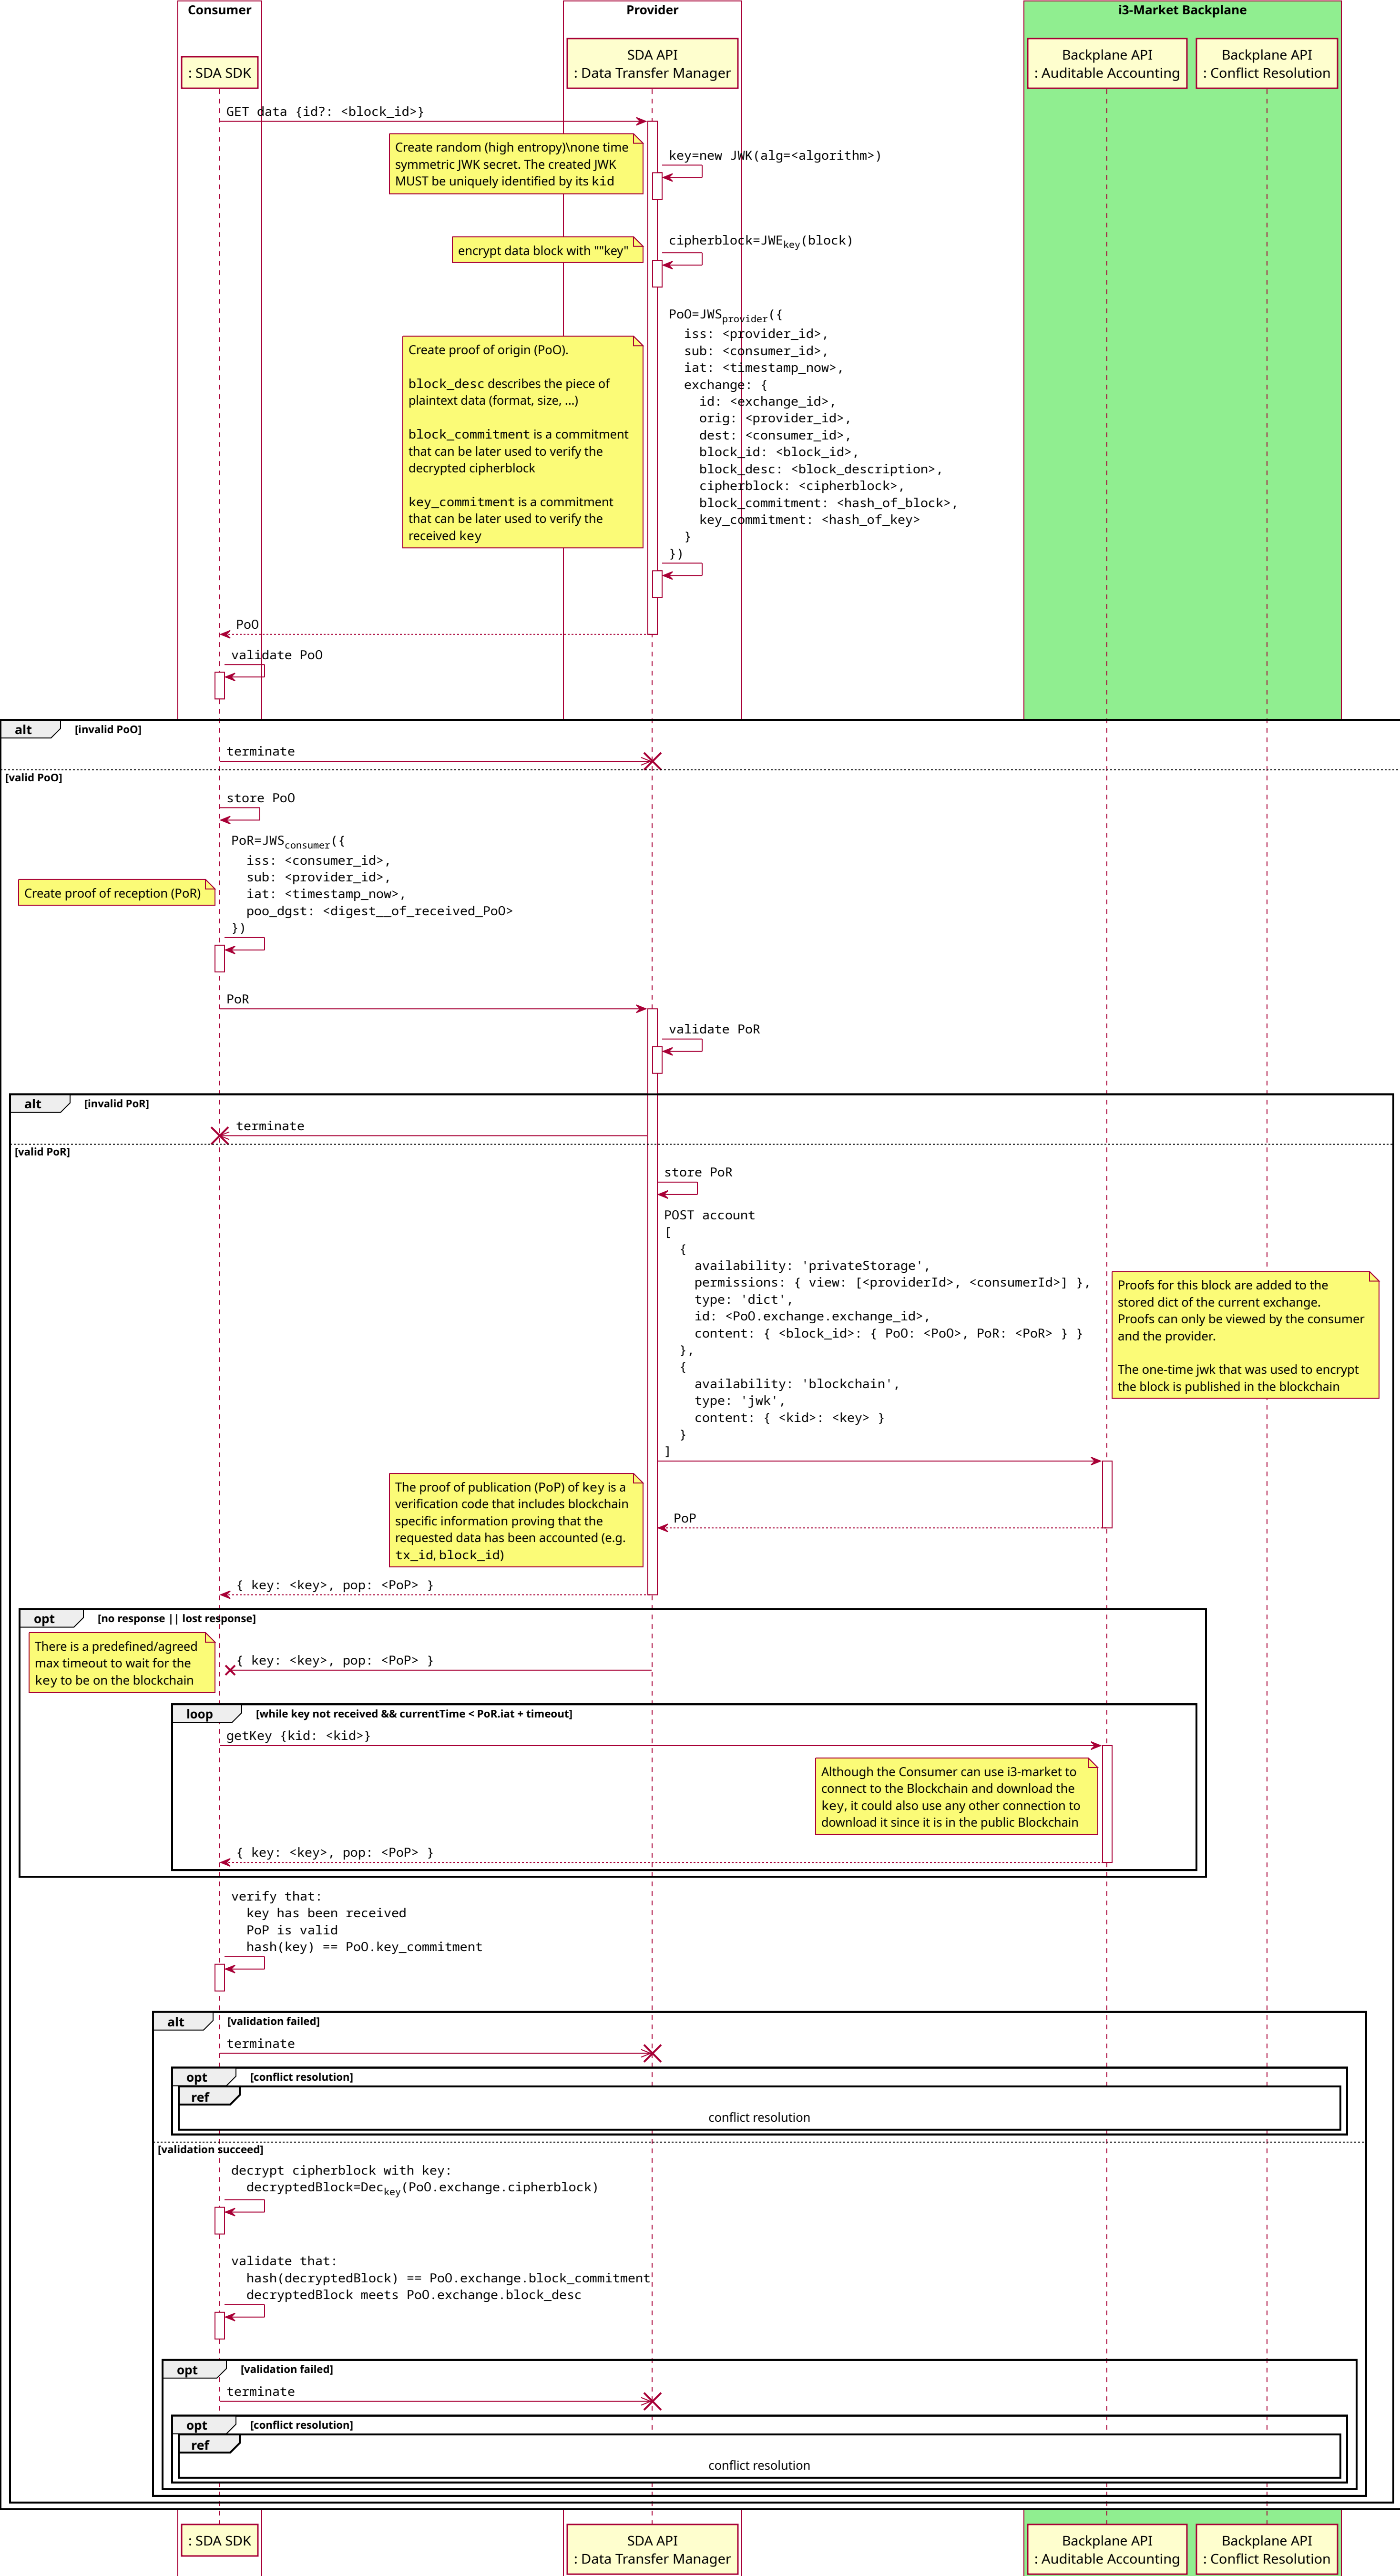 Consumer
Provider
i3-Market Backplane
: SDA SDK
SDA API
: Data Transfer Manager
Backplane API
: Auditable Accounting
Backplane API
: Conflict Resolution
GET data {id?: <block_id>}
Create random (high entropy)\none time
symmetric JWK secret. The created JWK
MUST be uniquely identified by its kid
key=new JWK(alg=<algorithm>)
encrypt data block with ""key"
cipherblock=JWEkey(block)
Create proof of origin (PoO).
block_desc describes the piece of
plaintext data (format, size, ...)
block_commitment is a commitment
that can be later used to verify the
decrypted cipherblock
key_commitment is a commitment
that can be later used to verify the
received key
PoO=JWSprovider({
iss: <provider_id>,
sub: <consumer_id>,
iat: <timestamp_now>,
exchange: {
id: <exchange_id>,
orig: <provider_id>,
dest: <consumer_id>,
block_id: <block_id>,
block_desc: <block_description>,
cipherblock: <cipherblock>,
block_commitment: <hash_of_block>,
key_commitment: <hash_of_key>
}
})
PoO
validate PoO
alt [invalid PoO]
terminate
[valid PoO]
store PoO
Create proof of reception (PoR)
PoR=JWSconsumer({
iss: <consumer_id>,
sub: <provider_id>,
iat: <timestamp_now>,
poo_dgst: <digest__of_received_PoO>
})
PoR
validate PoR
alt [invalid PoR]
terminate
[valid PoR]
store PoR
POST account
[
{
availability: 'privateStorage',
permissions: { view: [<providerId>, <consumerId>] },
type: 'dict',
id: <PoO.exchange.exchange_id>,
content: { <block_id>: { PoO: <PoO>, PoR: <PoR> } }
},
{
availability: 'blockchain',
type: 'jwk',
content: { <kid>: <key> }
}
]
Proofs for this block are added to the
stored dict of the current exchange.
Proofs can only be viewed by the consumer
and the provider.
The one-time jwk that was used to encrypt
the block is published in the blockchain
The proof of publication (PoP) of key is a
verification code that includes blockchain
specific information proving that the
requested data has been accounted (e.g.
tx_id, block_id)
PoP
{ key: <key>, pop: <PoP> }
opt [no response || lost response]
There is a predefined/agreed
max timeout to wait for the
key to be on the blockchain
{ key: <key>, pop: <PoP> }
loop [while key not received && currentTime < PoR.iat + timeout]
getKey {kid: <kid>}
Although the Consumer can use i3-market to
connect to the Blockchain and download the
key, it could also use any other connection to
download it since it is in the public Blockchain
{ key: <key>, pop: <PoP> }
verify that:
key has been received
PoP is valid
hash(key) == PoO.key_commitment
alt [validation failed]
terminate
opt [conflict resolution]
ref
conflict resolution
[validation succeed]
decrypt cipherblock with key:
decryptedBlock=Deckey(PoO.exchange.cipherblock)
validate that:
hash(decryptedBlock) == PoO.exchange.block_commitment
decryptedBlock meets PoO.exchange.block_desc
opt [validation failed]
terminate
opt [conflict resolution]
ref
conflict resolution
: SDA SDK
SDA API
: Data Transfer Manager
Backplane API
: Auditable Accounting
Backplane API
: Conflict Resolution